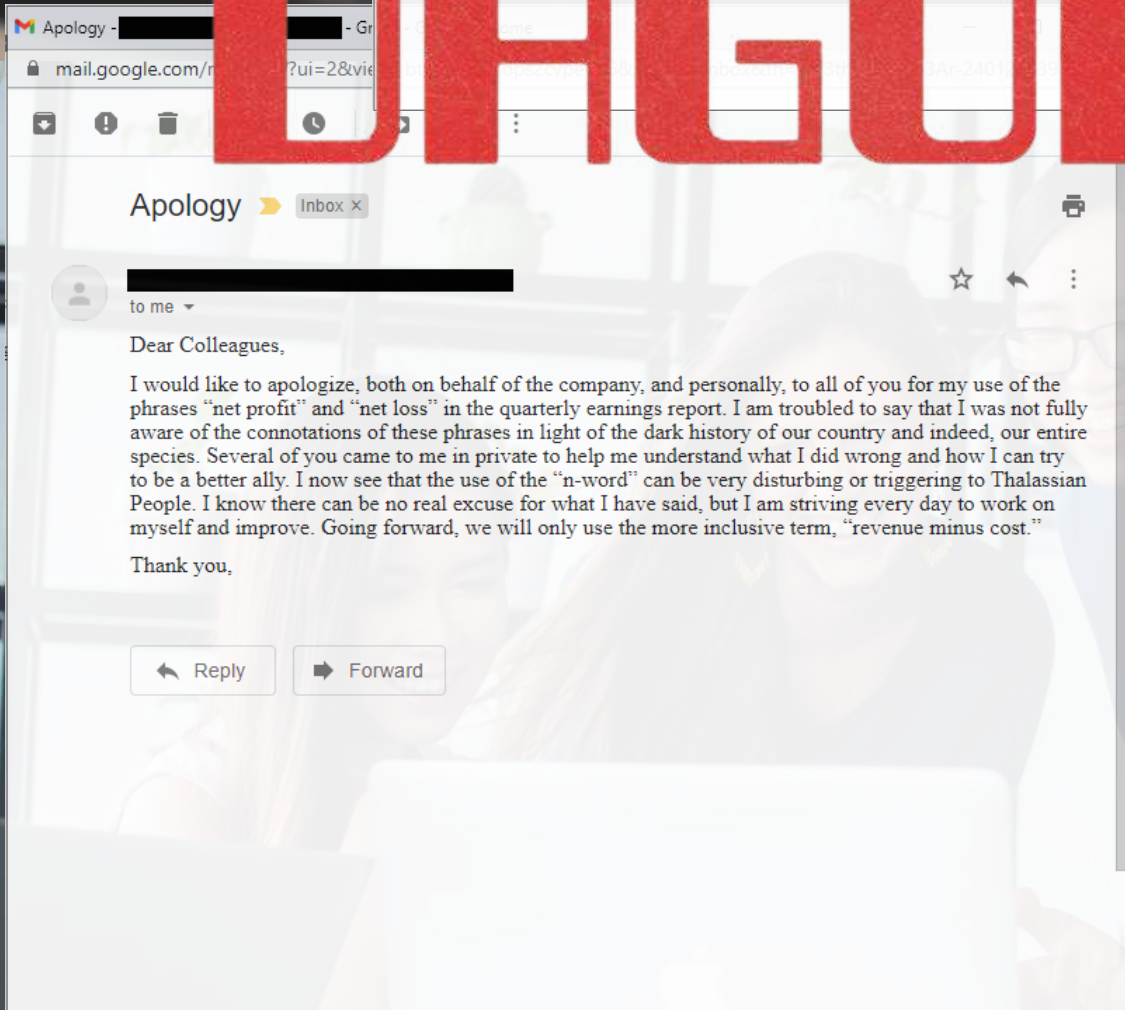 Apology -
- Gr
mail.google.com/
?ui=2&vie
Apology
Inbox ×
to me
Dear Colleagues,
I would like to apologize, both on behalf of the company, and personally, to all of you for my use of the
phrases “net profit” and “net loss” in the quarterly earnings report. I am troubled to say that I was not fully
aware of the connotations of these phrases in light of the dark history of our country and indeed, our entire
species. Several of you came to me in private to help me understand what I did wrong and how I can try
to be a better ally. I now see that the use of the “n-word” can be very disturbing or triggering to Thalassian
People. I know there can be no real excuse for what I have said, but I am striving every day to work on
myself and improve. Going forward, we will only use the more inclusive term, “revenue minus cost.”
Thank you,
Reply
Forward